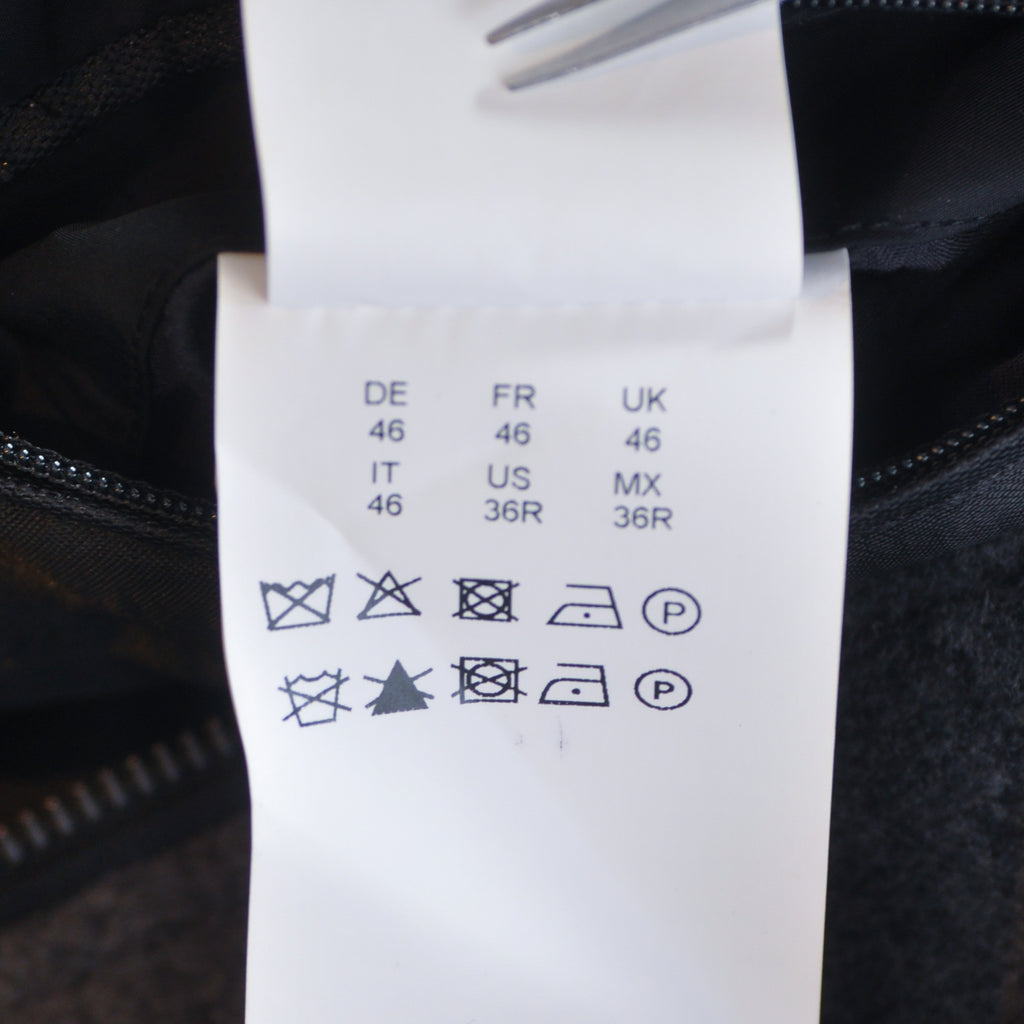 DE FR UK
46 46 46
IT US MX
46 36R 36R
P
P